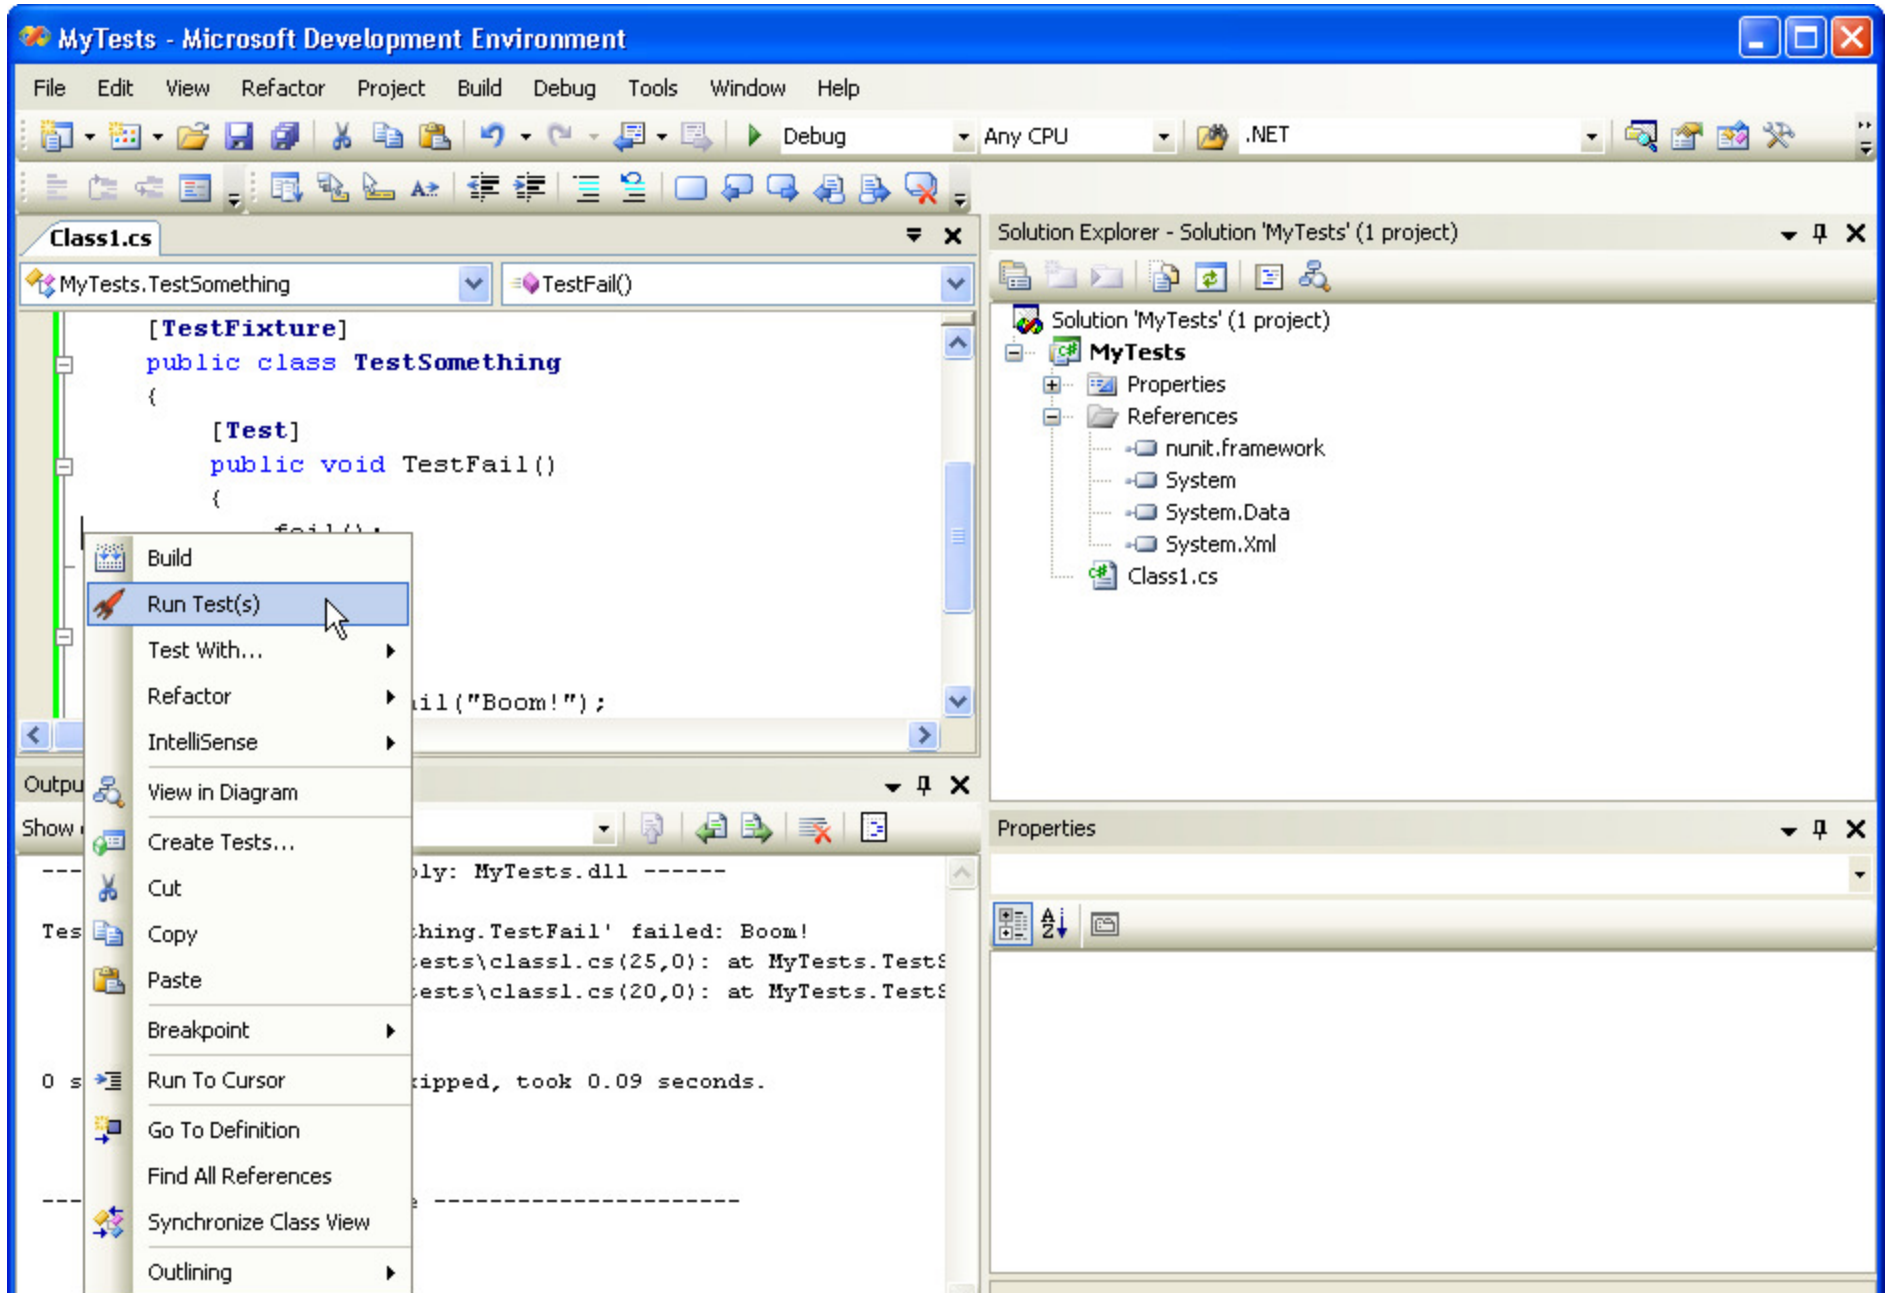 MyTests - Microsoft Development Environment
File Edit View Refactor Project Build Debug Tools Window Help
Debug Any CPU .NET
Class1.cs
MyTests.TestSomething TestFail()
[TestFixture]
public class TestSomething
{
[Test]
public void TestFail()
{
fail();
il("Boom!");
Build
Run Test(s)
Test With...
Refactor
IntelliSense
View in Diagram
Create Tests...
Cut
Copy
Paste
Breakpoint
Run To Cursor
Go To Definition
Find All References
Synchronize Class View
Outlining
Outpu
Show
---- ly: MyTests.dll ------
Tes hing.TestFail' failed: Boom!
ests\class1.cs(25,0): at MyTests.TestS
ests\class1.cs(20,0): at MyTests.TestS
0 s ipped, took 0.09 seconds.
---- ----------------------
Solution Explorer - Solution 'MyTests' (1 project)
Solution 'MyTests' (1 project)
MyTests
Properties
References
nunit.framework
System
System.Data
System.Xml
Class1.cs
Properties